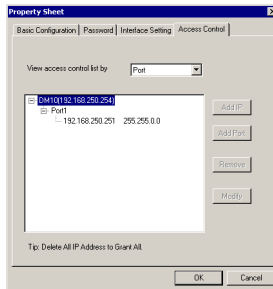 Property Sheet
Basic Configuration Password Interface Setting Access Control
View access control list by Port
DM10(192.168.250.254)
Port1
192.168.250.251 255.255.0.0
Add IP
Add Port
Remove
Modify
Tip: Delete All IP Address to Grant All.
OK Cancel